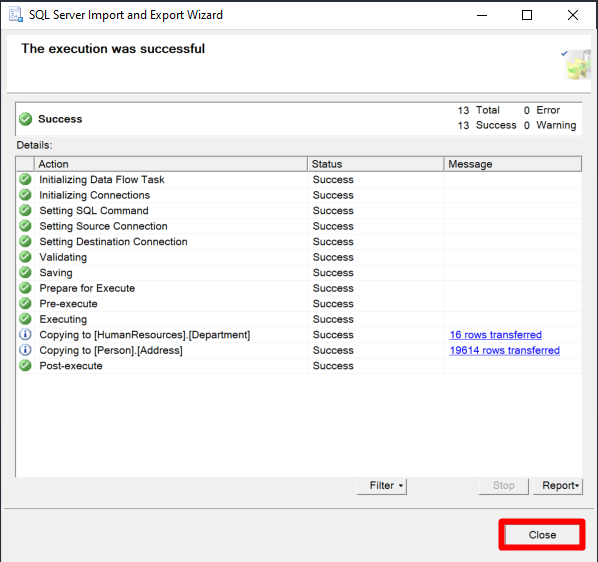 SQL Server Import and Export Wizard
The execution was successful
Success
13 Total 0 Error
13 Success 0 Warning
Details:
Action Status Message
Initializing Data Flow Task Success
Initializing Connections Success
Setting SQL Command Success
Setting Source Connection Success
Setting Destination Connection Success
Validating Success
Saving Success
Prepare for Execute Success
Pre-execute Success
Executing Success
Copying to [HumanResources].[Department] Success 16 rows transferred
Copying to [Person].[Address] Success 19614 rows transferred
Post-execute Success
Filter Stop Report
Close